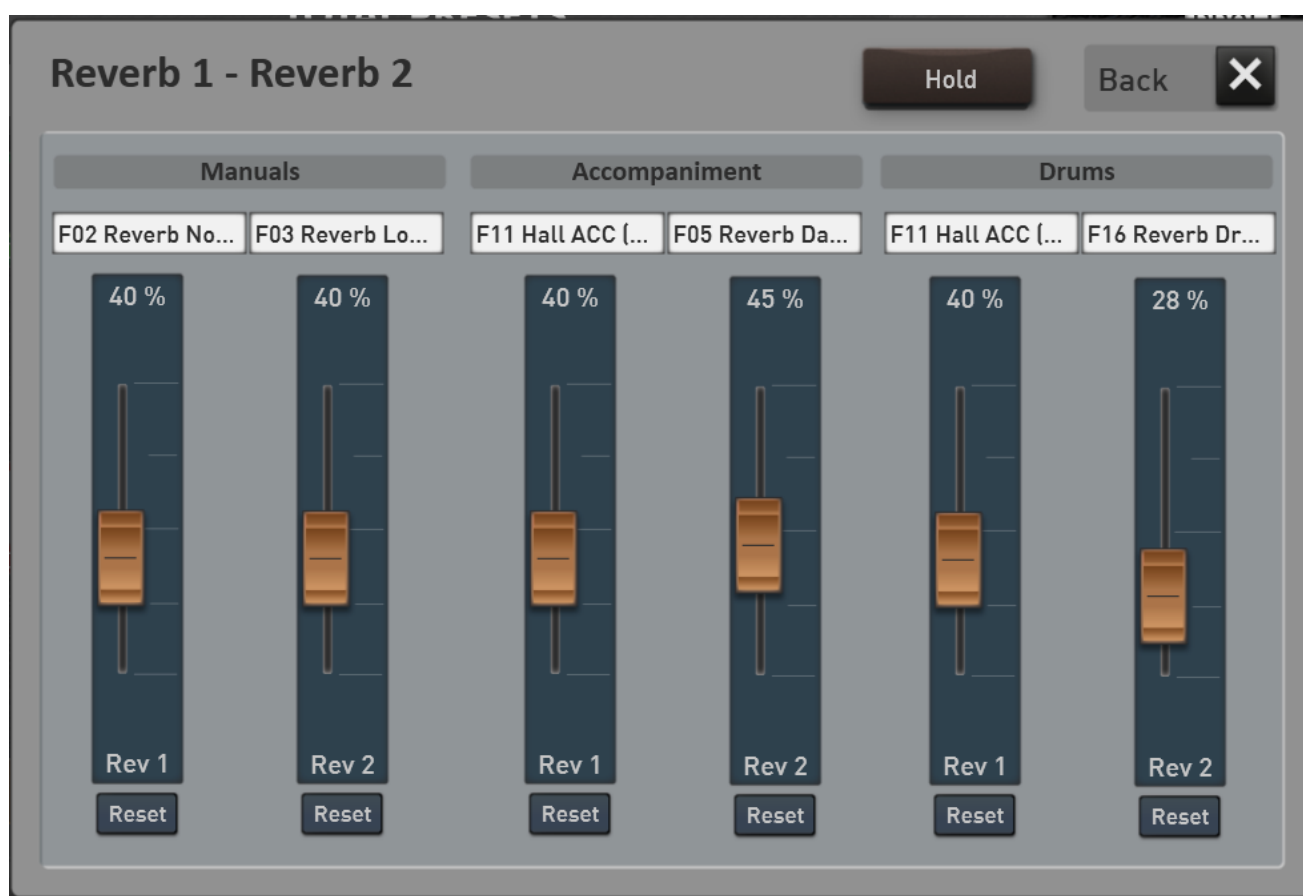 Reverb 1 - Reverb 2
Hold
Back
Manuals
Accompaniment
Drums
F02 Reverb No...
F03 Reverb Lo...
F11 Hall ACC (...
F05 Reverb Da...
F11 Hall ACC (...
F16 Reverb Dr...
40 %
40 %
40 %
45 %
40 %
28 %
Rev 1
Rev 2
Rev 1
Rev 2
Rev 1
Rev 2
Reset
Reset
Reset
Reset
Reset
Reset